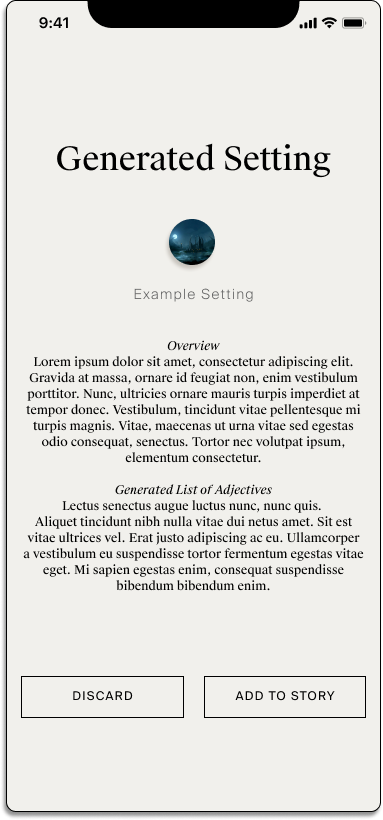 9:41
Generated Setting
Example Setting
Overview
Lorem ipsum dolor sit amet, consectetur adipiscing elit.
Gravida at massa, ornare id feugiat non, enim vestibulum
porttitor. Nunc, ultricies ornare mauris turpis imperdiet at
tempor donec. Vestibulum, tincidunt vitae pellentesque mi
turpis magnis. Vitae, maecenas ut urna vitae sed egestas
odio consequat, senectus. Tortor nec volutpat ipsum,
elementum consectetur.
Generated List of Adjectives
Lectus senectus augue luctus nunc, nunc quis.
Aliquet tincidunt nibh nulla vitae dui netus amet. Sit est
vitae ultrices vel. Erat justo adipiscing ac eu. Ullamcorper
a vestibulum eu suspendisse tortor fermentum egestas vitae
eget. Mi sapien egestas enim, consequat suspendisse
bibendum bibendum enim.
DISCARD
ADD TO STORY